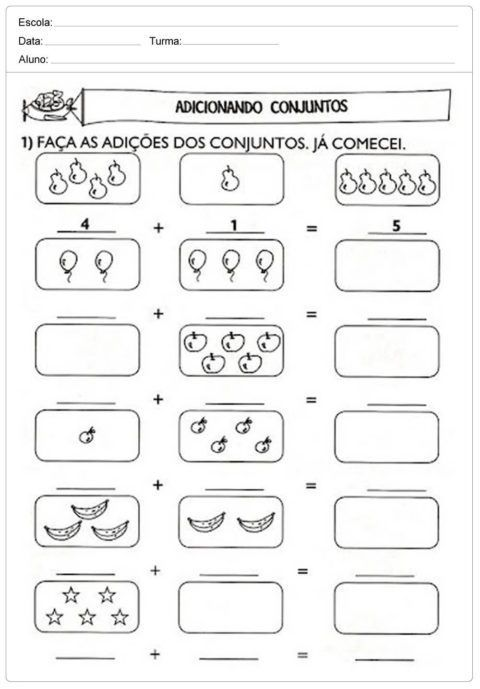 Escola:
Data: Turma:
Aluno:
ADICIONANDO CONJUNTOS
1) FAÇA AS ADIÇÕES DOS CONJUNTOS. JÁ COMECEI.
4 + 1 = 5
+ =
+ =
+ =
+ =
+ =